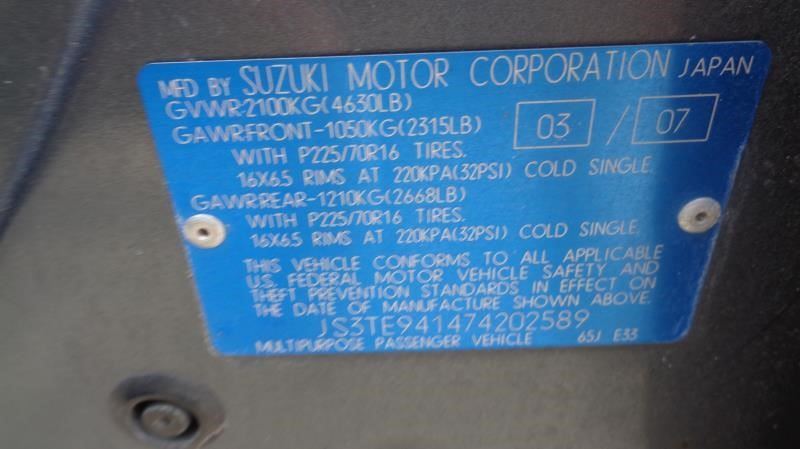 MFD BY SUZUKI MOTOR CORPORATION JAPAN
GVWR-2100KG(4630LB)
GAWR:FRONT-1050KG(2315LB) 03 / 07
WITH P225/70R16 TIRES.
16X6.5 RIMS AT 220KPA(32PSI) COLD SINGLE.
GAWR:REAR-1210KG(2668LB)
WITH P225/70R16 TIRES.
16X6.5 RIMS AT 220KPA(32PSI) COLD SINGLE.
THIS VEHICLE CONFORMS TO ALL APPLICABLE
U.S. FEDERAL MOTOR VEHICLE SAFETY AND
THEFT PREVENTION STANDARDS IN EFFECT ON
THE DATE OF MANUFACTURE SHOWN ABOVE.
JS3TE941474202589
MULTIPURPOSE PASSENGER VEHICLE 65J E33